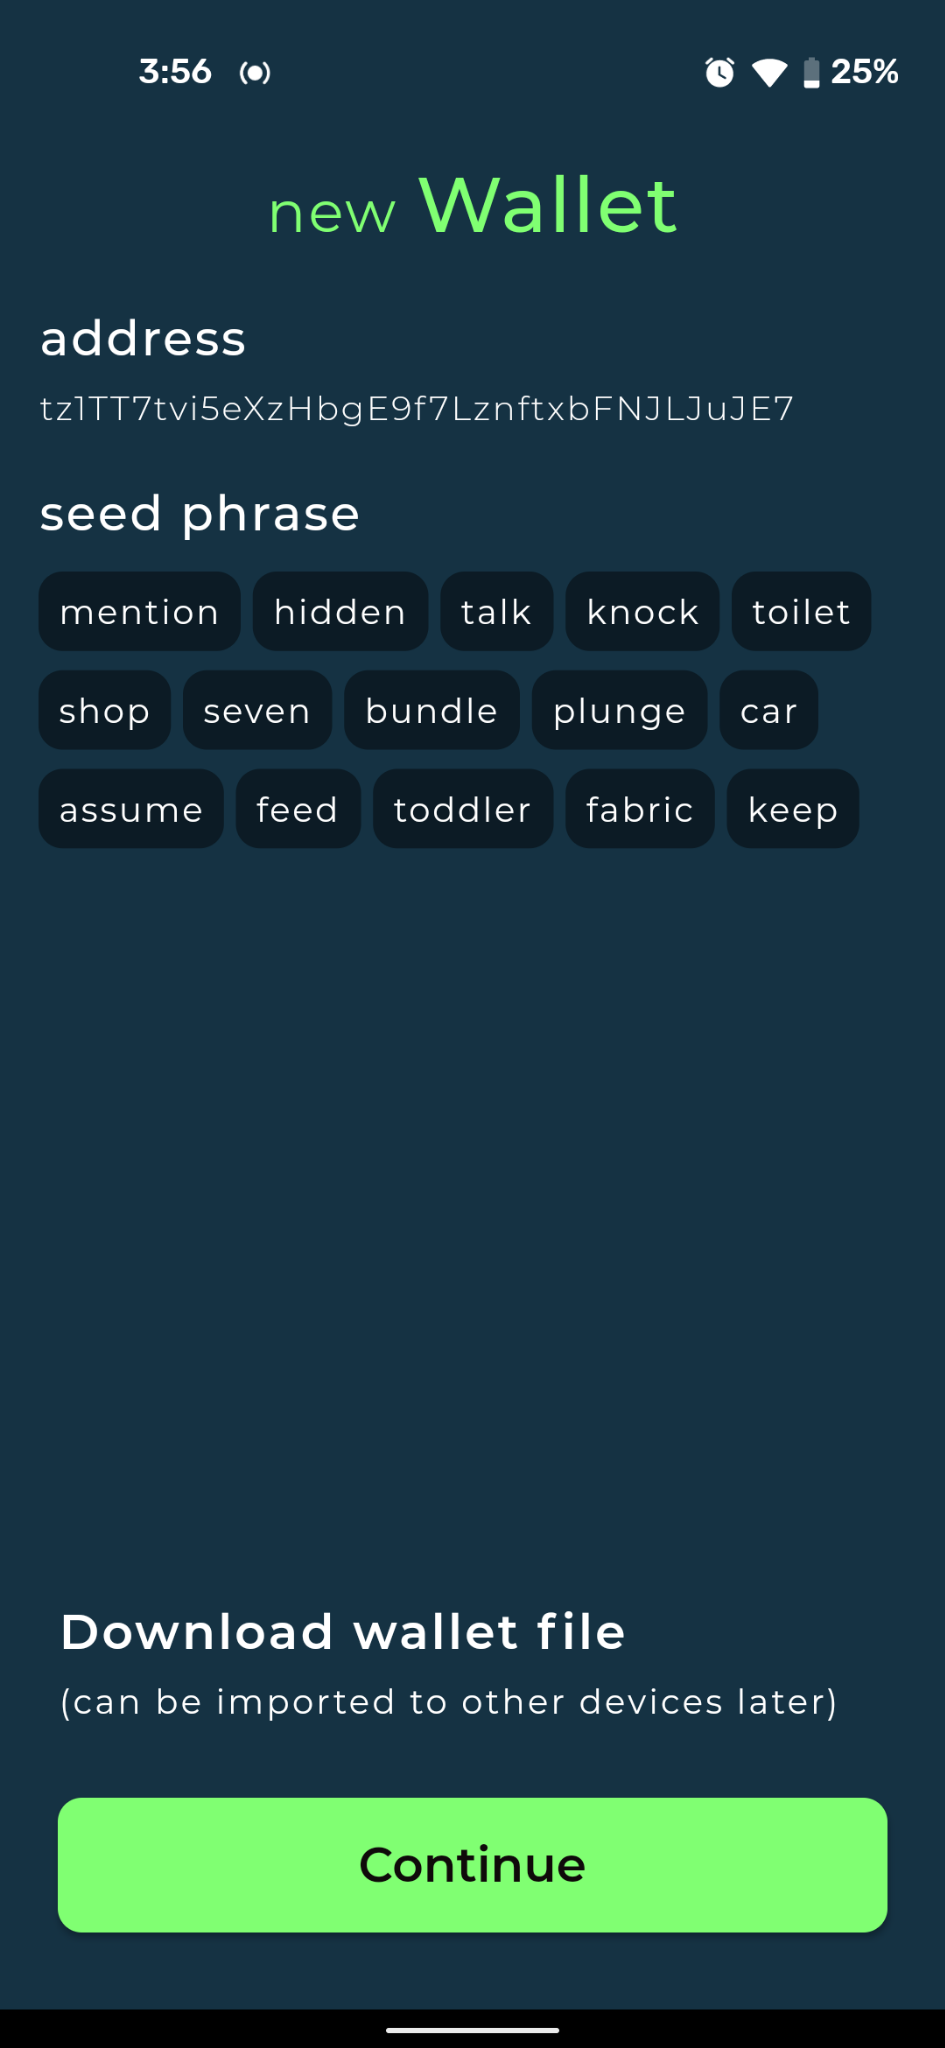 3:56 25%
new Wallet
address
tz1TT7tvi5eXzHbgE9f7LznftxbFNJLJuJE7
seed phrase
mention hidden talk knock toilet
shop seven bundle plunge car
assume feed toddler fabric keep
Download wallet file
(can be imported to other devices later)
Continue